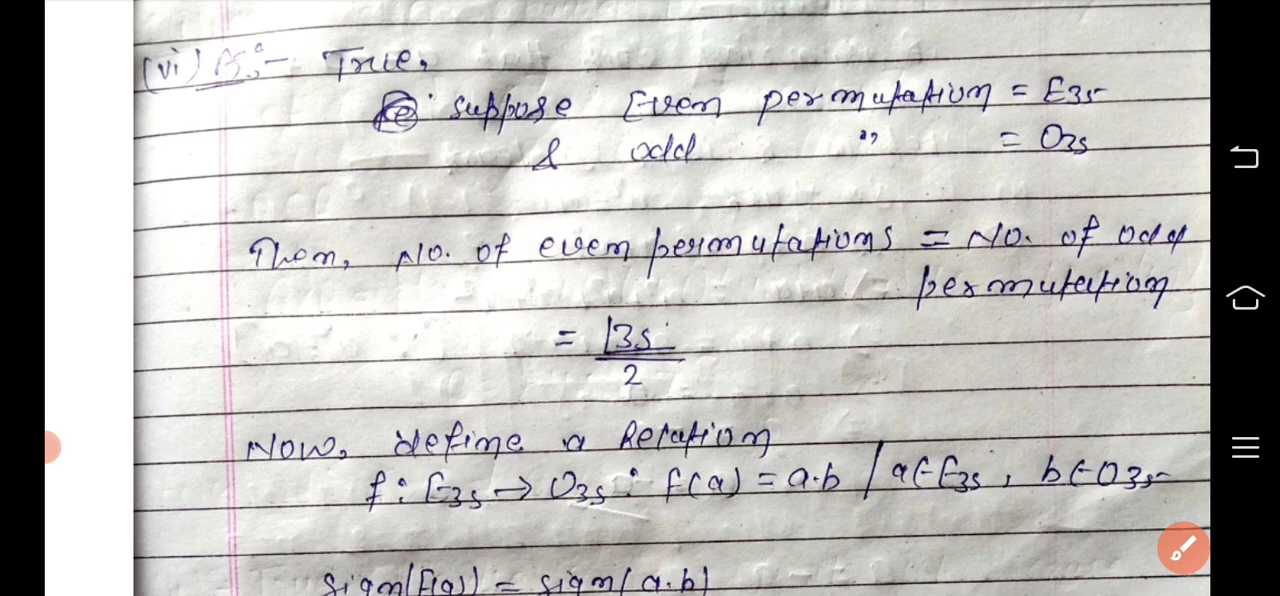 (vi) As:- True,
suppose Even permutation = E35
& odd " = O35
Then, No. of even permutations = No. of odd
permutation
= |35
2
Now, define a Relation
f: E35 → O35 : f(a) = a.b / a∈E35, b∈O35
sign(f(a)) = sign(a.b)